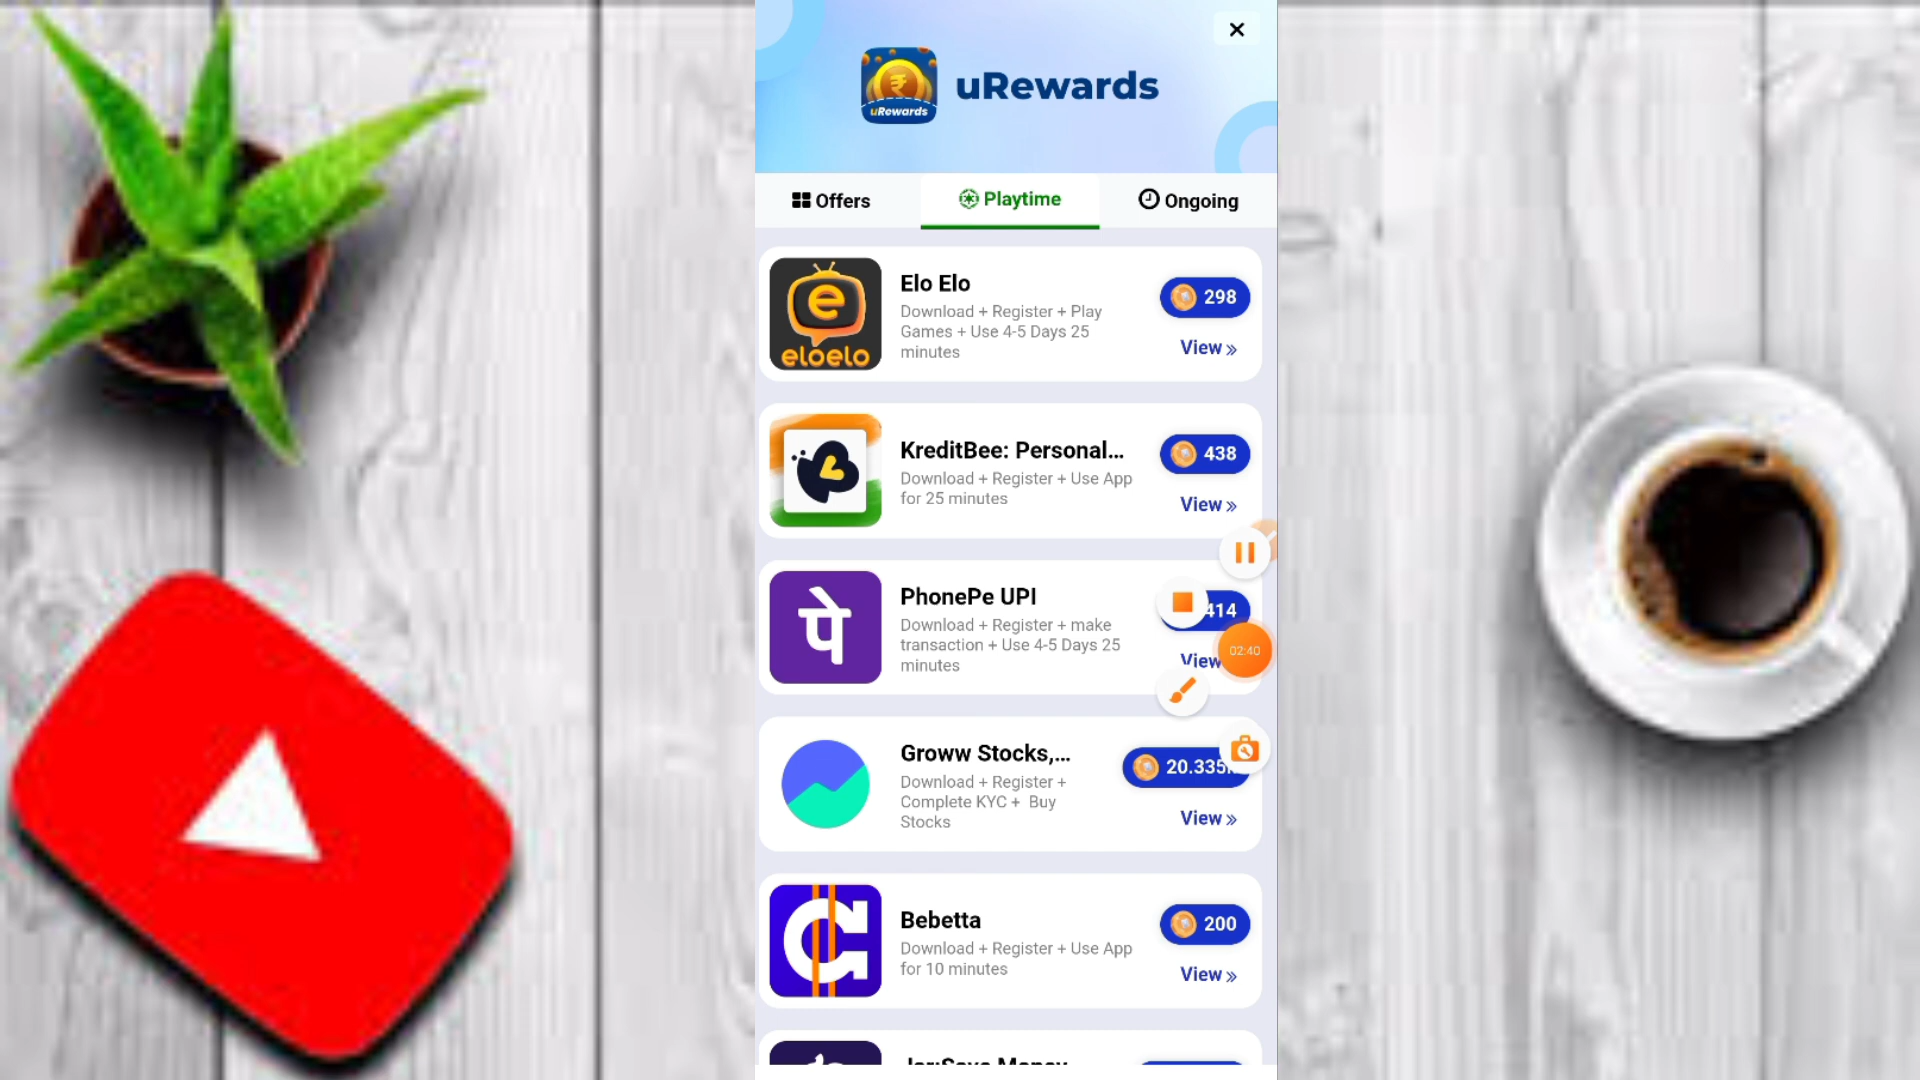 uRewards
uRewards
Offers
Playtime
Ongoing
eloelo
Elo Elo
Download + Register + Play
Games + Use 4-5 Days 25
minutes
298
View »
KreditBee: Personal...
Download + Register + Use App
for 25 minutes
438
View »
पे
PhonePe UPI
Download + Register + make
transaction + Use 4-5 Days 25
minutes
414
View
02:40
Groww Stocks,...
Download + Register +
Complete KYC + Buy
Stocks
20.335
View »
Bebetta
Download + Register + Use App
for 10 minutes
200
View »